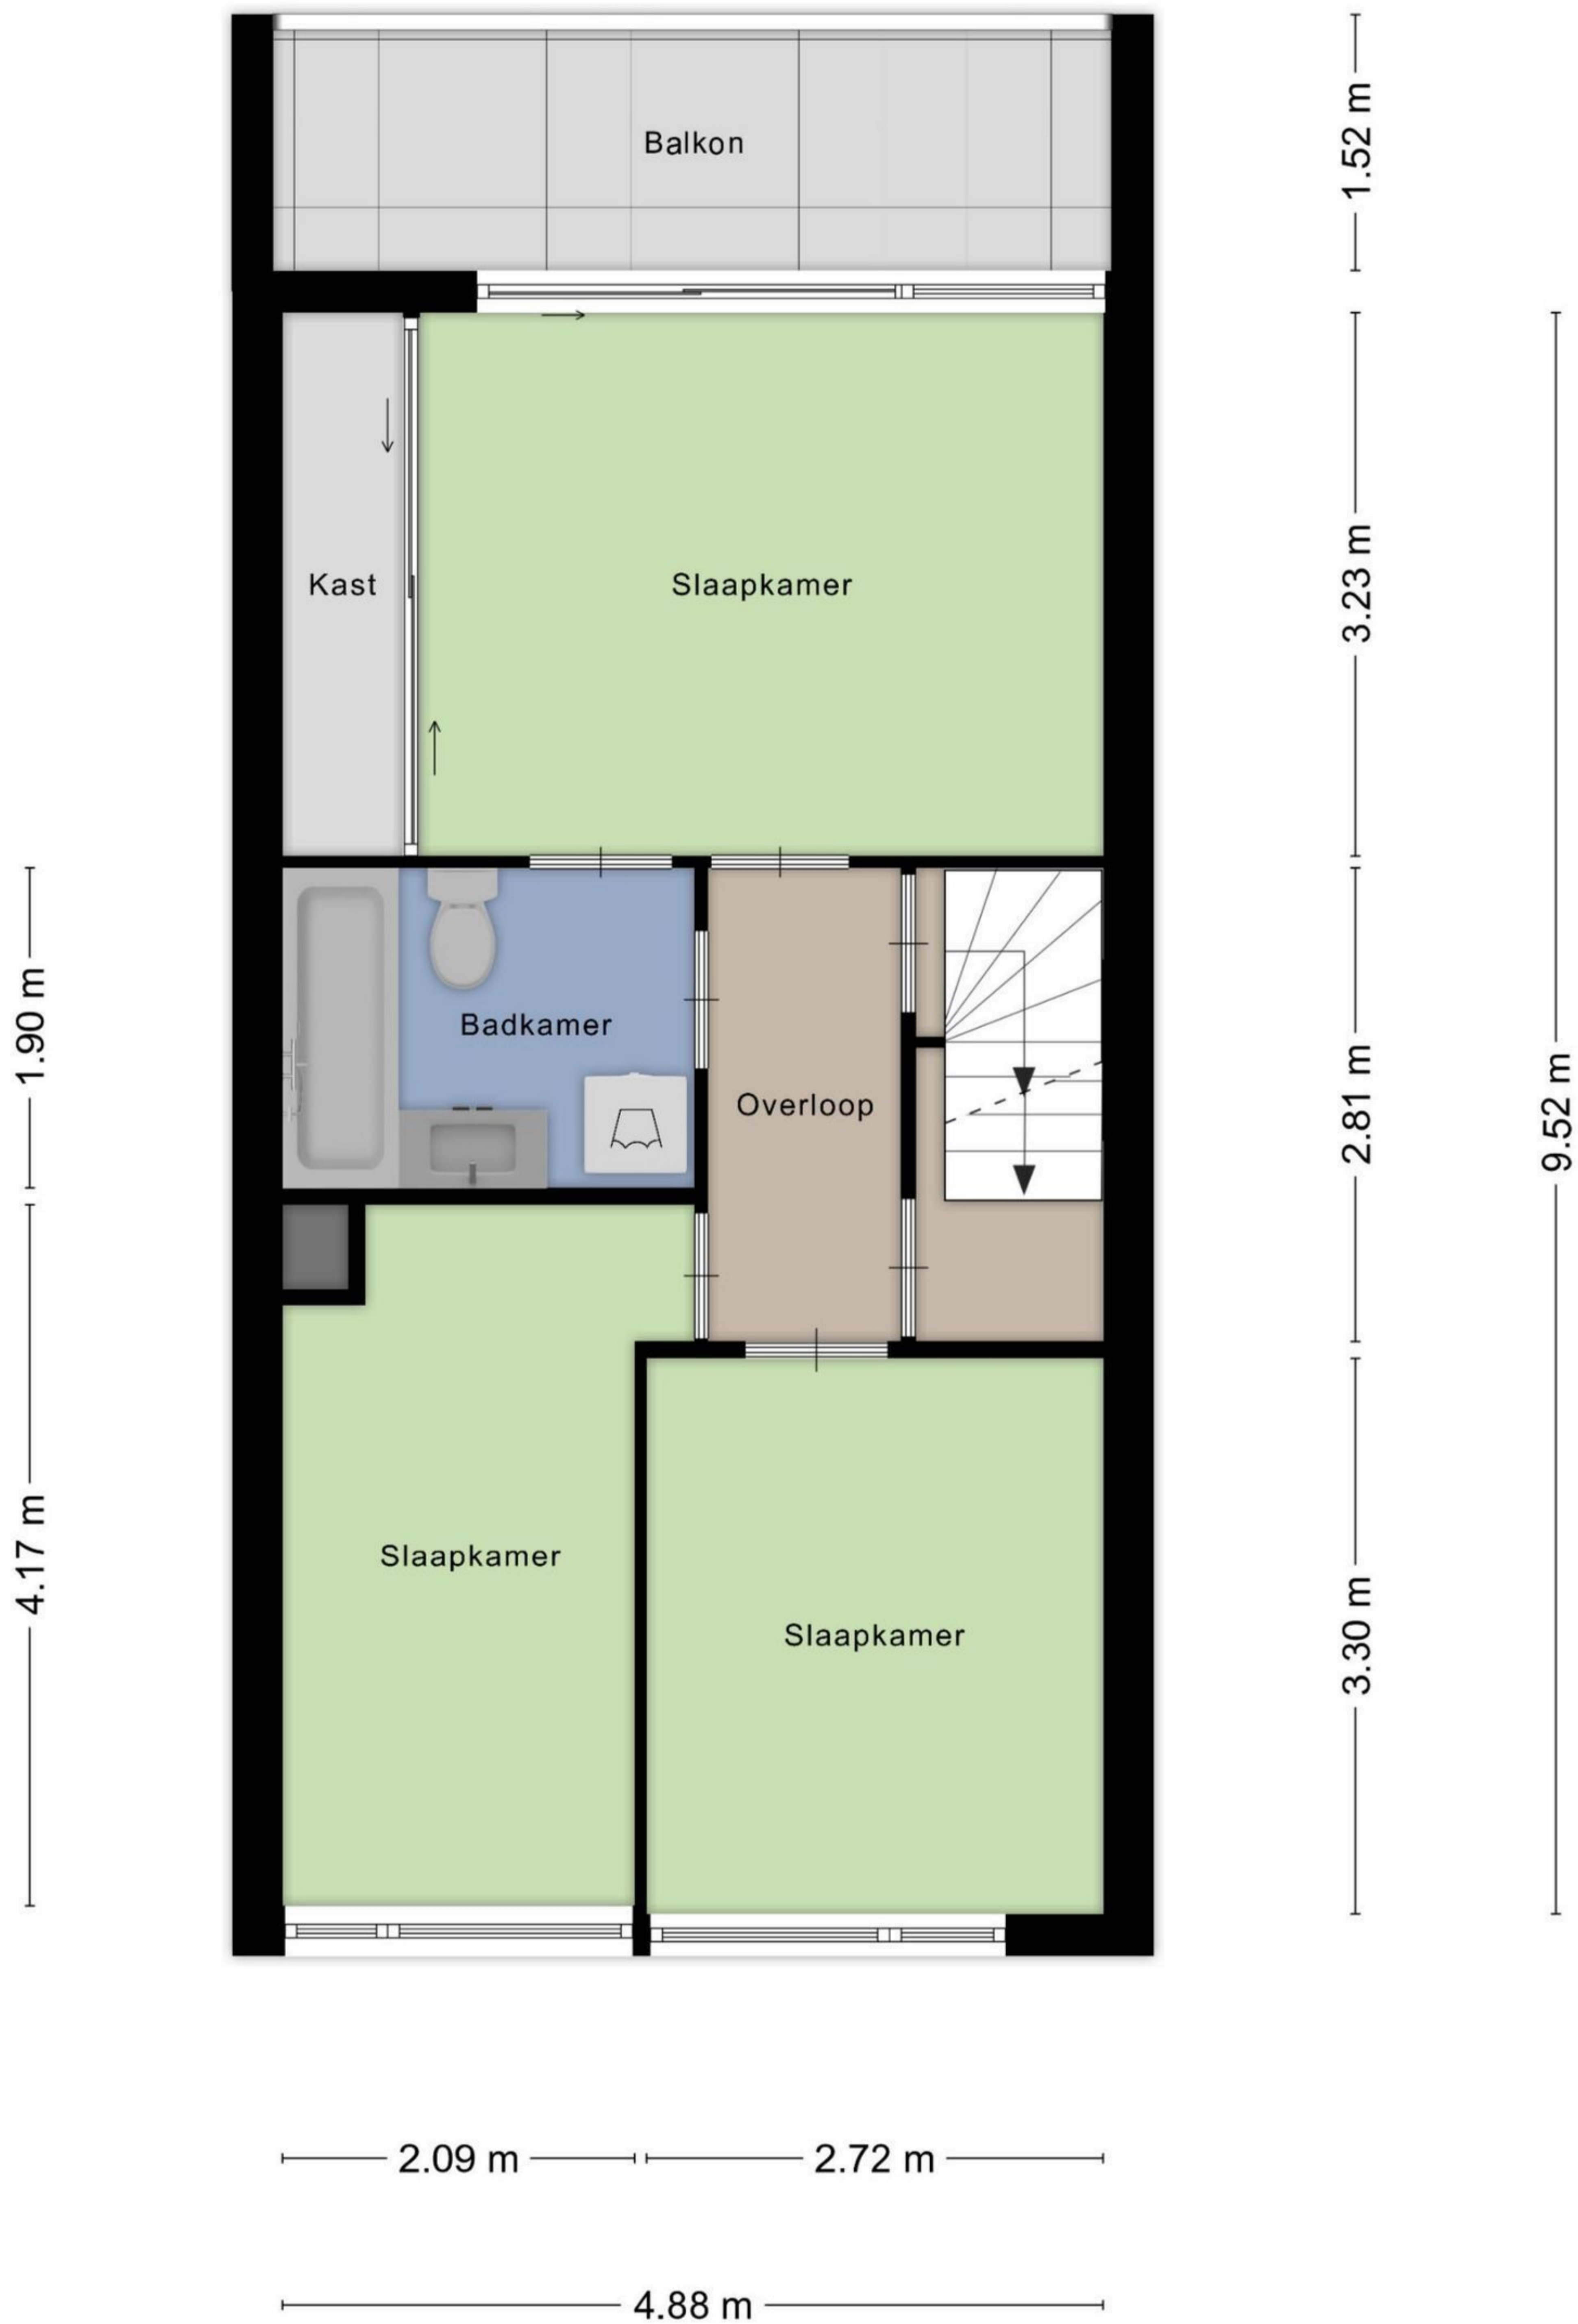 Balkon
1.52 m
Kast
Slaapkamer
3.23 m
Badkamer
1.90 m
Overloop
2.81 m
9.52 m
Slaapkamer
4.17 m
Slaapkamer
3.30 m
2.09 m
2.72 m
4.88 m